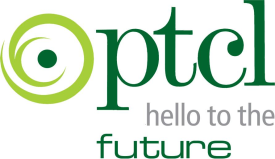 ptcl
hello to the
future